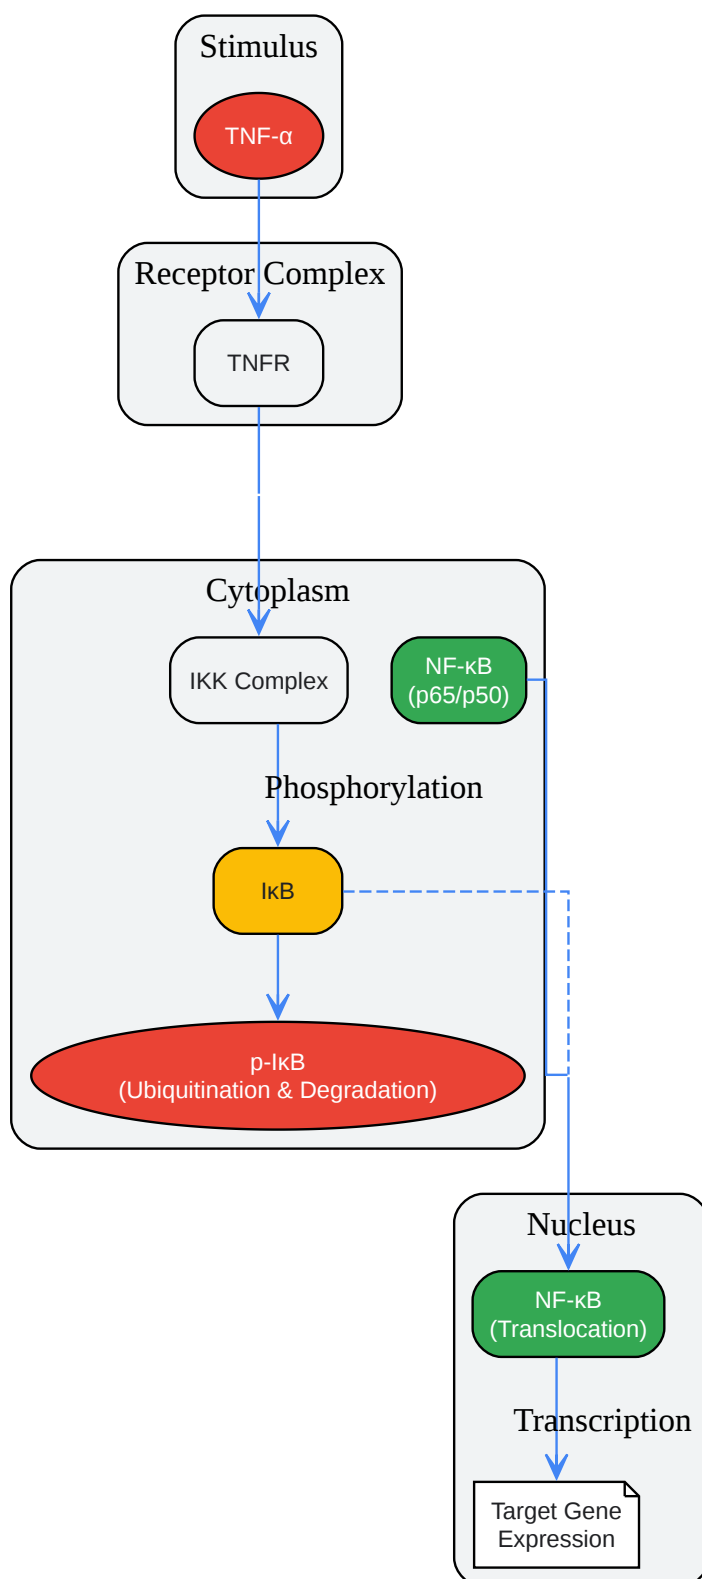 Stimulus
TNF-α
Receptor Complex
TNFR
Cytoplasm
IKK Complex
NF-κB
(p65/p50)
Phosphorylation
IκB
p-IκB
(Ubiquitination & Degradation)
Nucleus
NF-κB
(Translocation)
Transcription
Target Gene
Expression